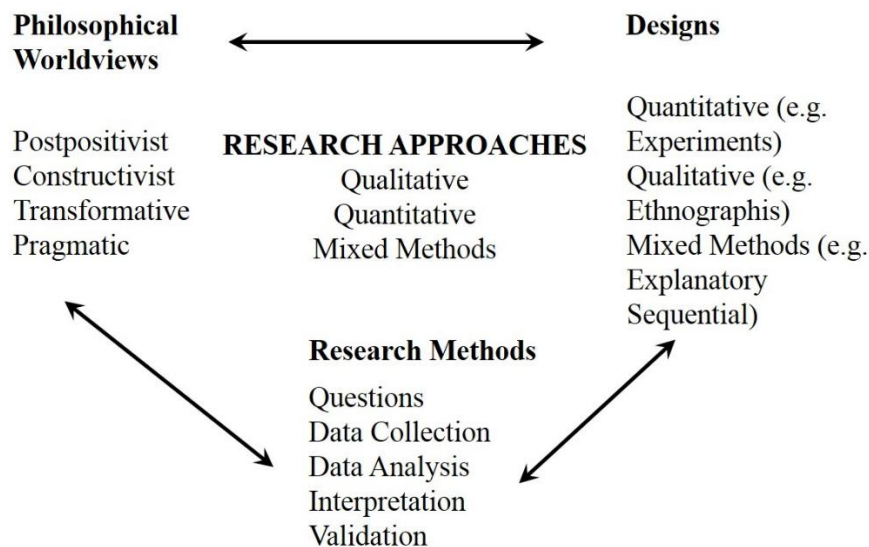 Philosophical
Worldviews
Postpositivist
Constructivist
Transformative
Pragmatic
RESEARCH APPROACHES
Qualitative
Quantitative
Mixed Methods
Designs
Quantitative (e.g.
Experiments)
Qualitative (e.g.
Ethnographis)
Mixed Methods (e.g.
Explanatory
Sequential)
Research Methods
Questions
Data Collection
Data Analysis
Interpretation
Validation